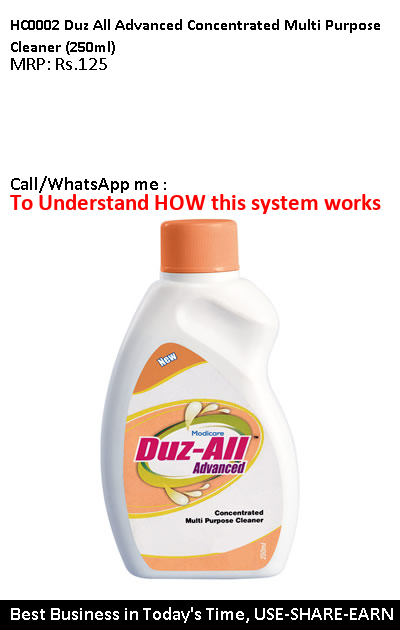 HC0002 Duz All Advanced Concentrated Multi Purpose
Cleaner (250ml)
MRP: Rs.125
Call/WhatsApp me :
To Understand HOW this system works
New
Modicare
Duz-All
Advanced
Concentrated
Multi Purpose Cleaner
250ml
Best Business in Today's Time, USE-SHARE-EARN